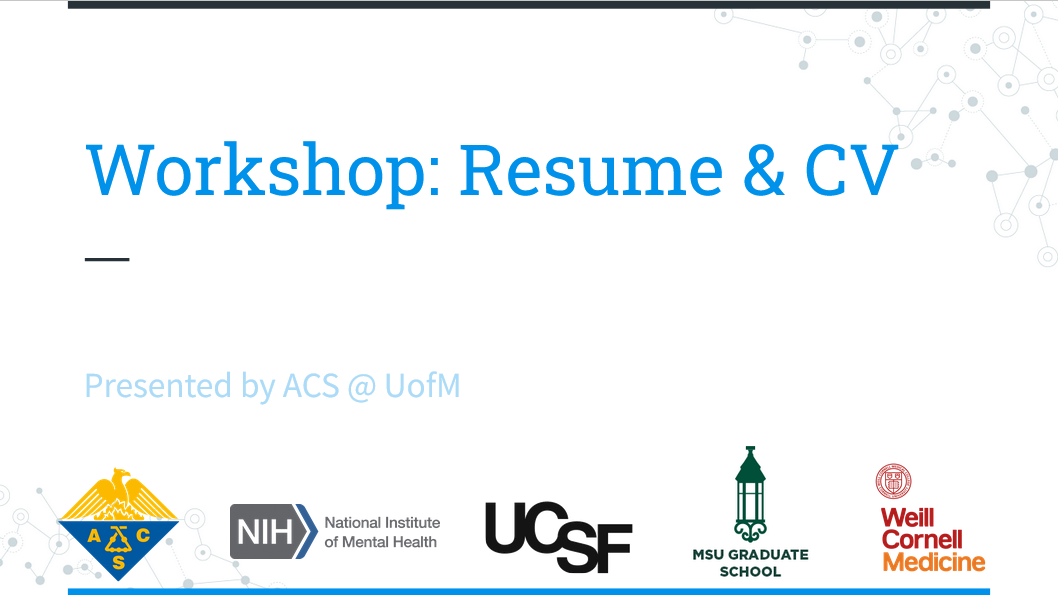 Workshop: Resume & CV
Presented by ACS @ UofM
A C
S
NIH
National Institute
of Mental Health
UCSF
MSU GRADUATE
SCHOOL
Weill
Cornell
Medicine